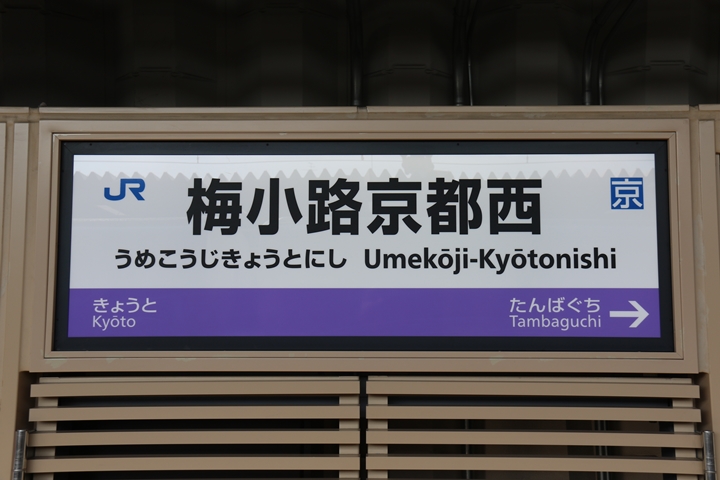 JR 梅小路京都西 京
うめこうじきょうとにし Umekōji-Kyōtonishi
きょうと たんばぐち
Kyōto Tambaguchi →